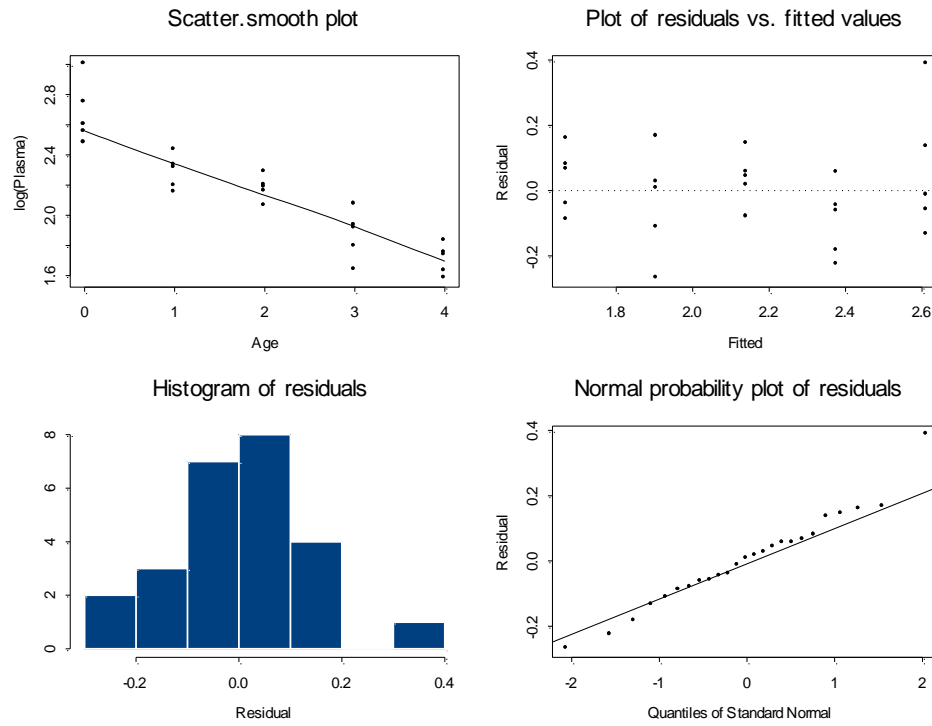 Scatter.smooth plot
log(Plasma)
1.6 2.0 2.4 2.8
0 1 2 3 4
Age
Plot of residuals vs. fitted values
Residual
-0.2 0.0 0.2 0.4
1.8 2.0 2.2 2.4 2.6
Fitted
Histogram of residuals
0 2 4 6 8
-0.2 0.0 0.2 0.4
Residual
Normal probability plot of residuals
Residual
-0.2 0.0 0.2 0.4
-2 -1 0 1 2
Quantiles of Standard Normal